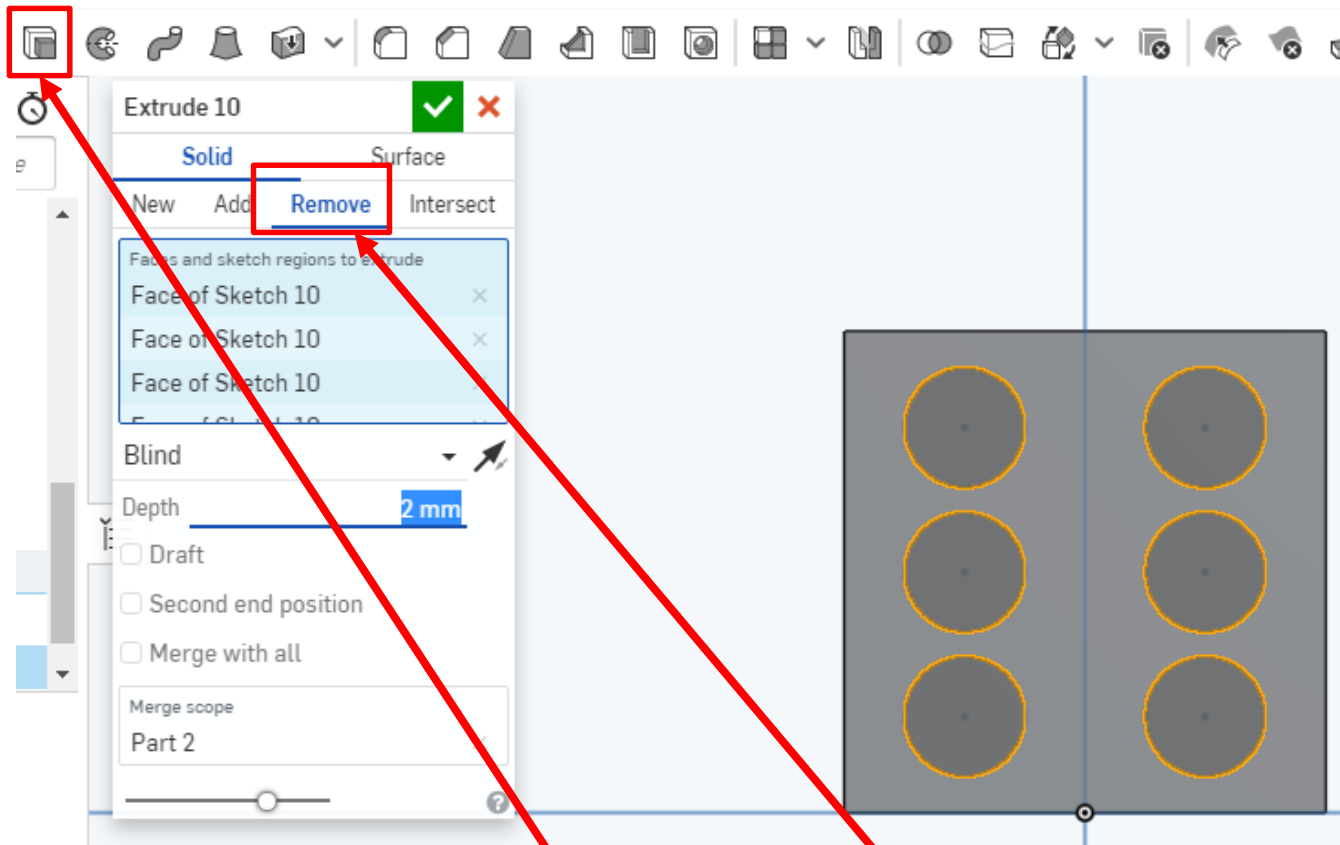 Extrude 10
Solid Surface
New Add Remove Intersect
Faces and sketch regions to extrude
Face of Sketch 10
Face of Sketch 10
Face of Sketch 10
Blind
Depth 2 mm
Draft
Second end position
Merge with all
Merge scope
Part 2